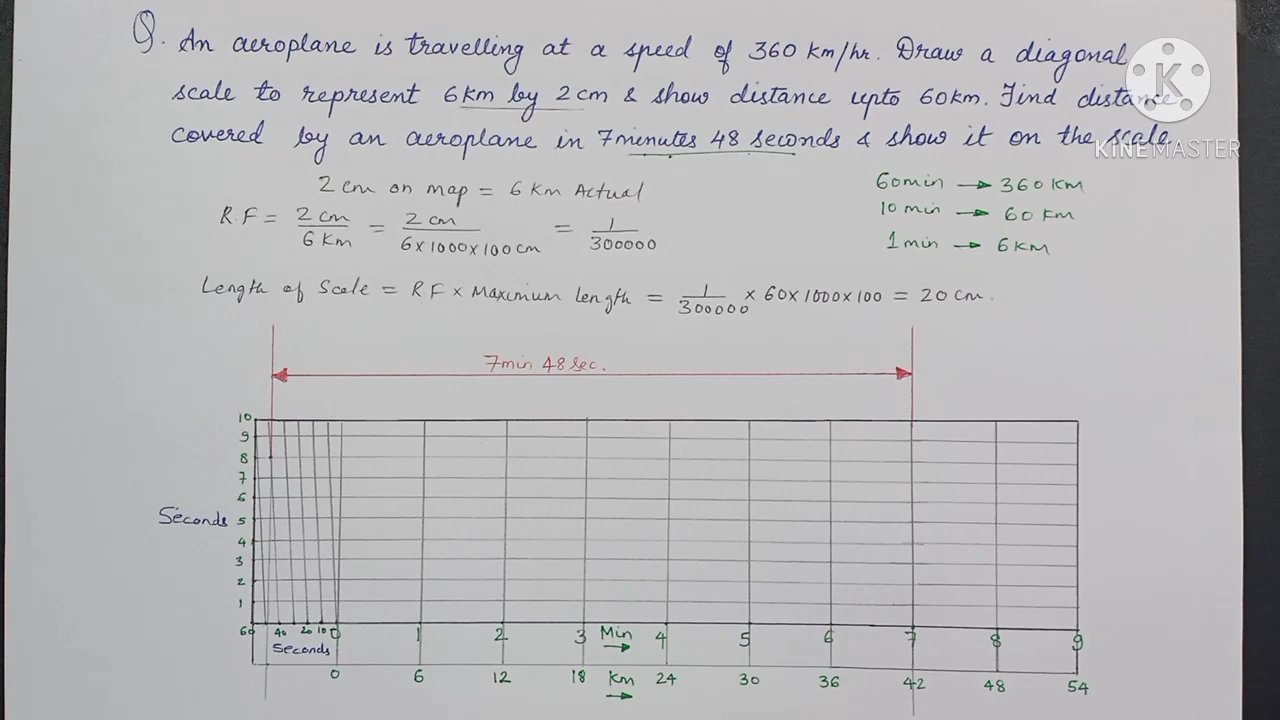 Q. An aeroplane is travelling at a speed of 360 km/hr. Draw a diagonal
scale to represent 6km by 2cm & show distance upto 60km. Find distance
covered by an aeroplane in 7minutes 48 seconds & show it on the scale
K
KINEMASTER
2 cm on map = 6 Km Actual
60min → 360 KM
R F = 2 cm / 6 KM = 2 cm / 6×1000×100 cm = 1 / 300000
10 min → 60 KM
1 min → 6 KM
Length of Scale = RF × Maximum length = 1 / 300000 × 60×1000×100 = 20 cm.
7min 48 sec.
10
9
8
7
6
Seconds 5
4
3
2
1
60 40 20 10 0 1 2 3 Min → 4 5 6 7 8 9
Seconds
0 6 12 18 Km → 24 30 36 42 48 54